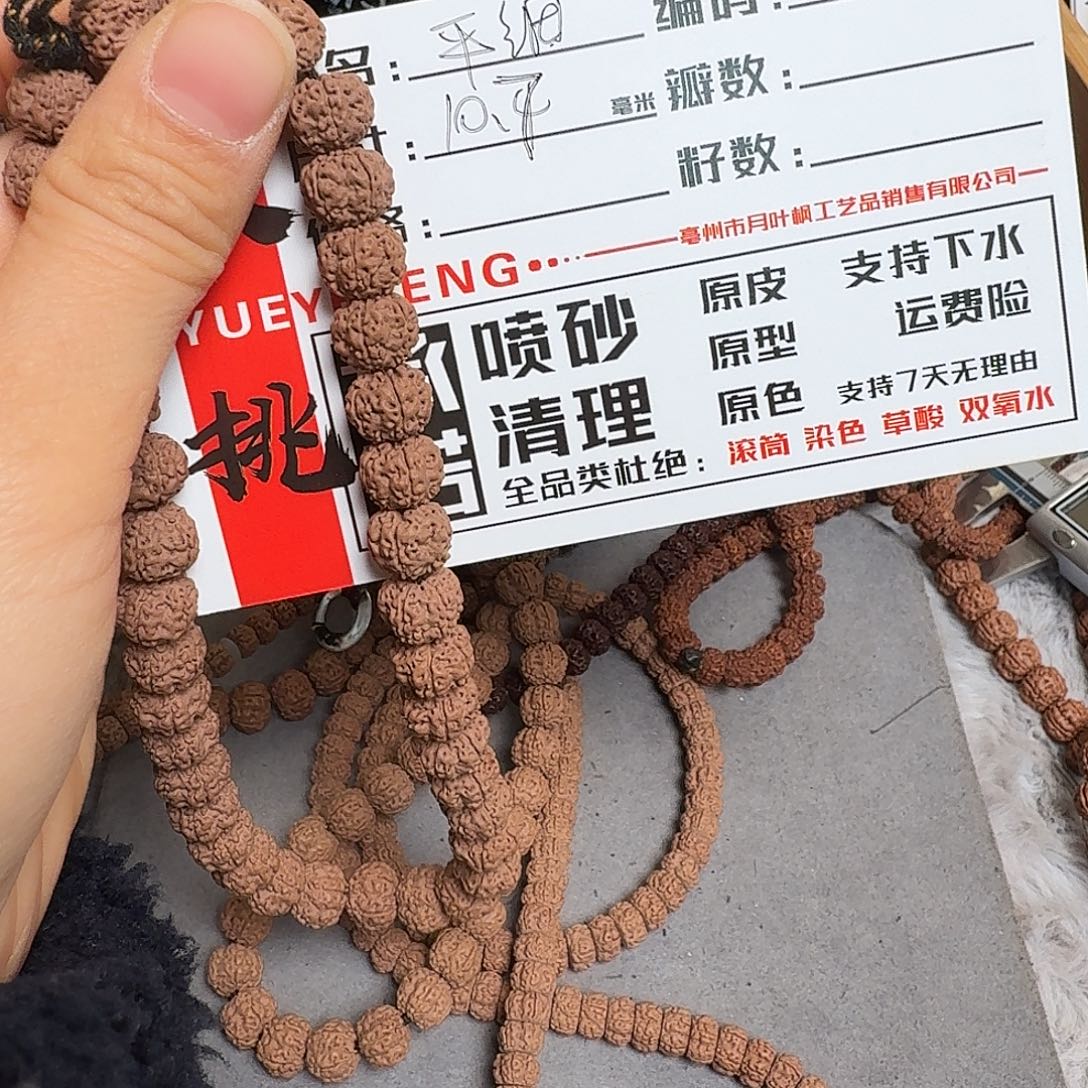 名: 平细 编码:
: 10.平 毫米 瓣数:
: 籽数:
亳州市月叶枫工艺品销售有限公司
YUEY ENG
挑
喷砂
清理
原皮
原型
原色
支持下水
运费险
支持7天无理由
全品类杜绝: 滚筒 染色 草酸 双氧水